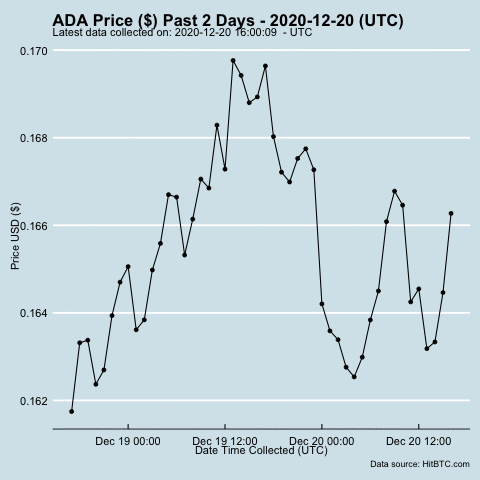 ADA Price ($) Past 2 Days - 2020-12-20 (UTC)
Latest data collected on: 2020-12-20 16:00:09 - UTC
0.170
0.168
0.166
0.164
0.162
Price USD ($)
Dec 19 00:00 Dec 19 12:00 Dec 20 00:00 Dec 20 12:00
Date Time Collected (UTC)
Data source: HitBTC.com